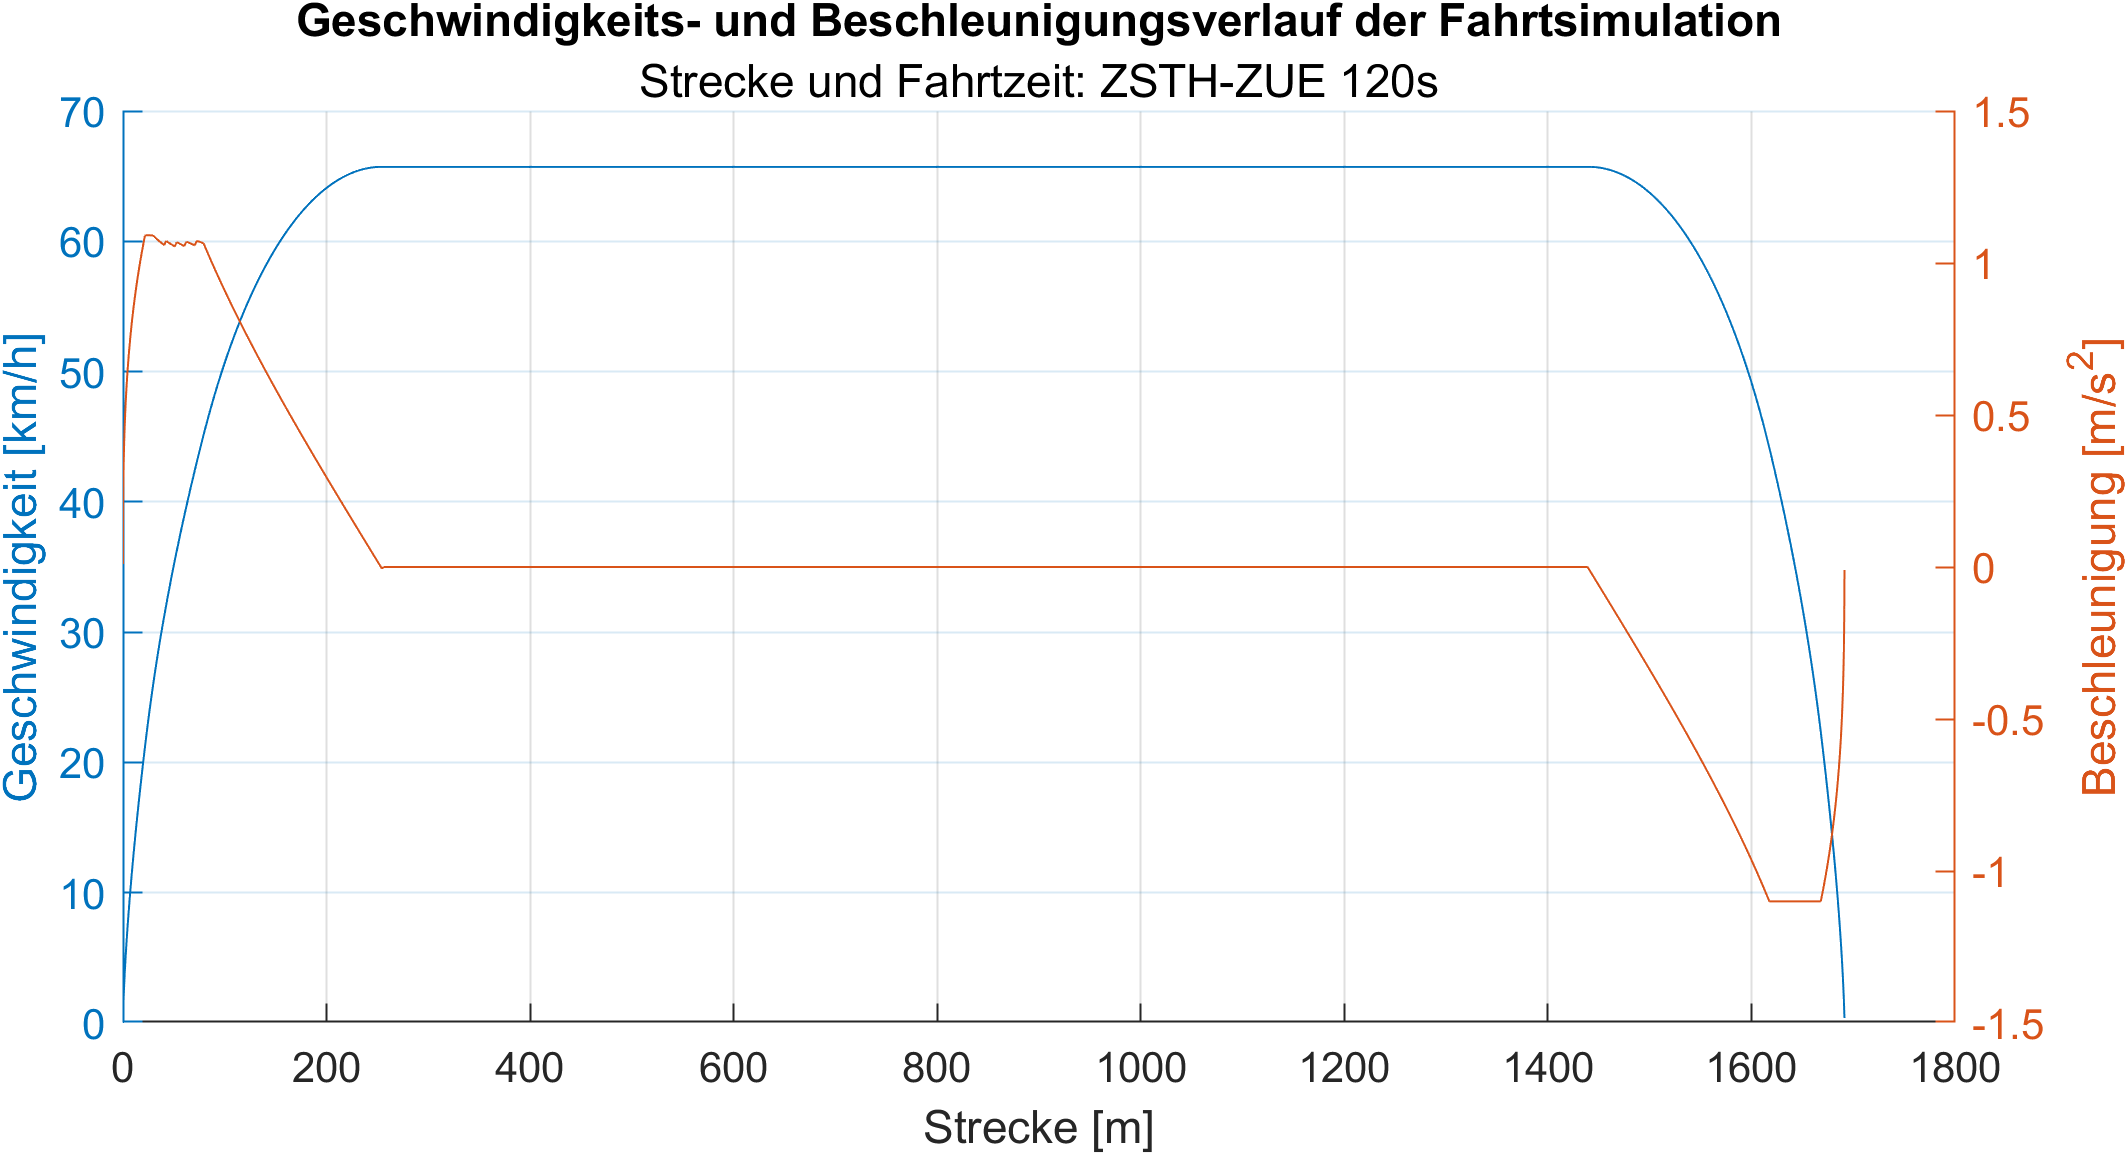 Geschwindigkeits- und Beschleunigungsverlauf der Fahrtsimulation
Strecke und Fahrtzeit: ZSTH-ZUE 120s
Geschwindigkeit [km/h]
70
60
50
40
30
20
10
0
1.5
1
0.5
0
-0.5
-1
-1.5
Beschleunigung [m/s²]
0 200 400 600 800 1000 1200 1400 1600 1800
Strecke [m]